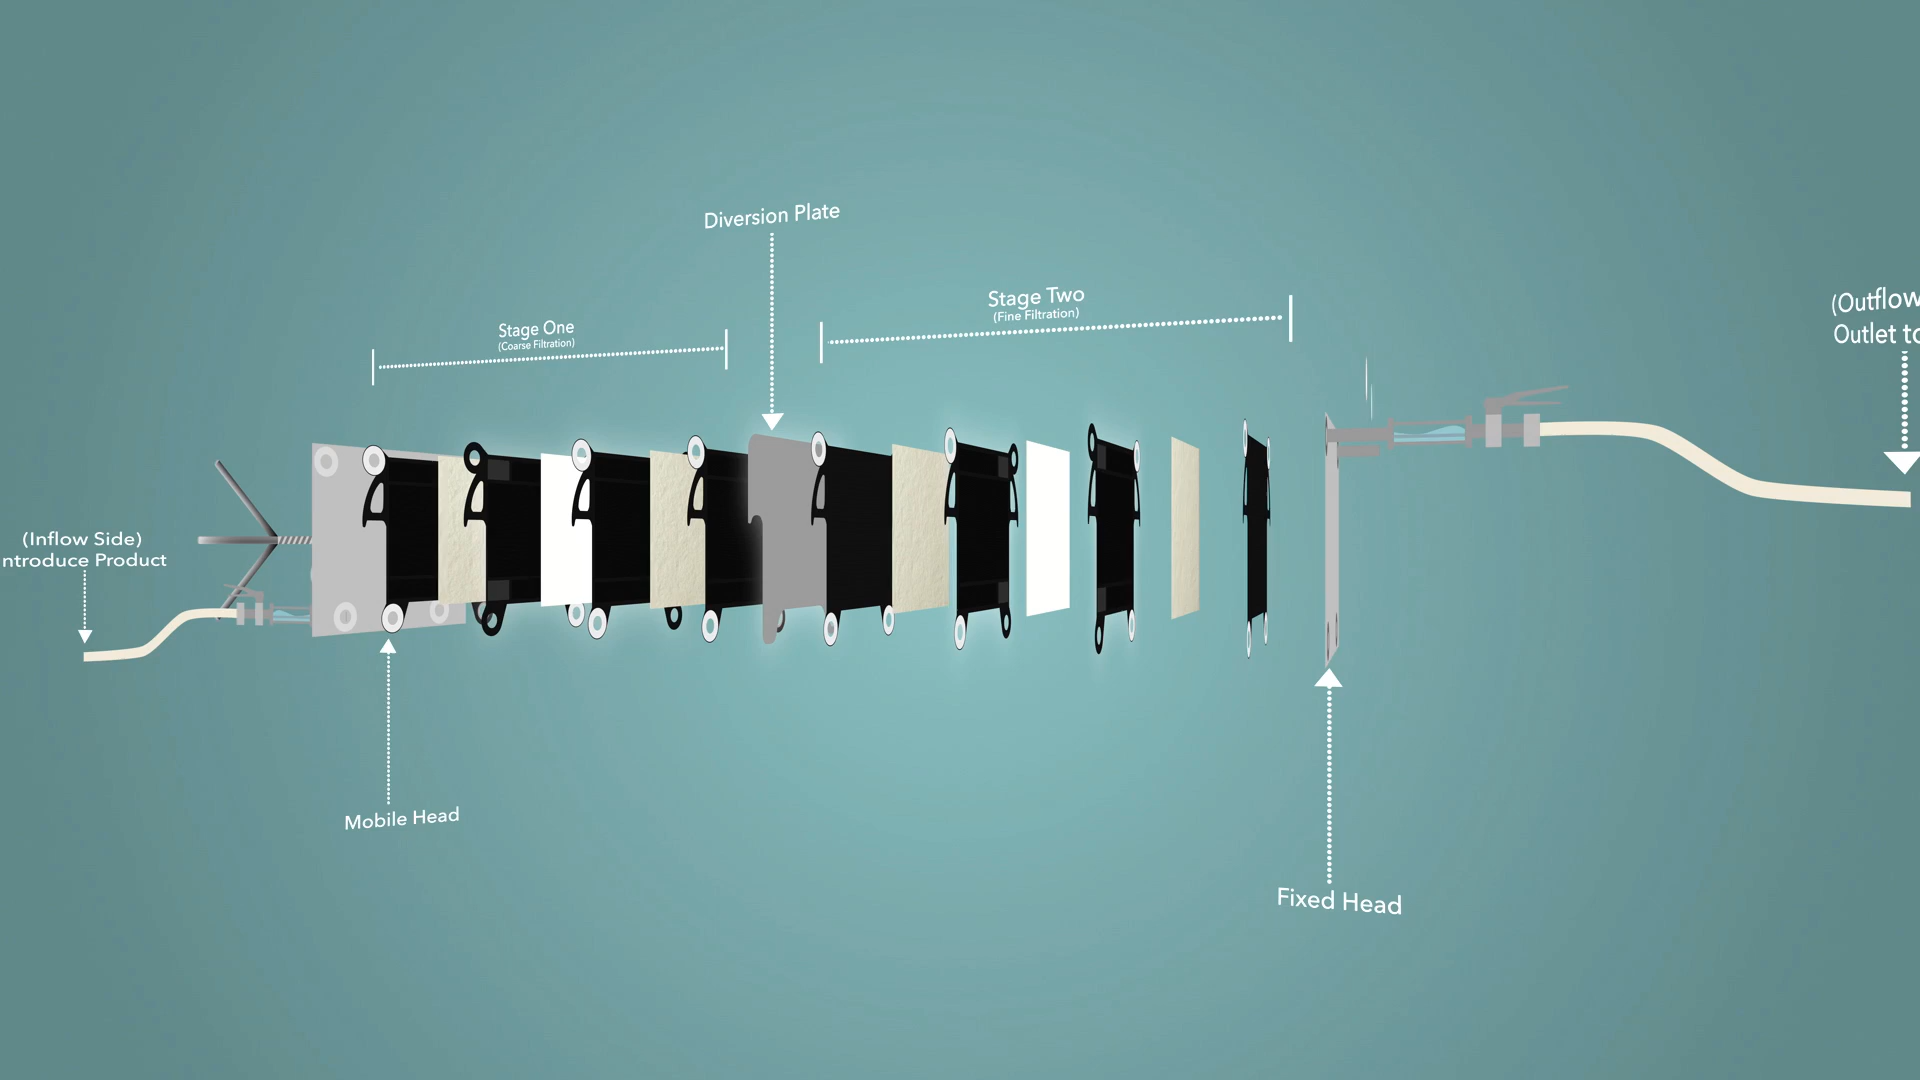 Diversion Plate
Stage Two
(Fine Filtration)
Stage One
(Coarse Filtration)
(Outflow
Outlet to
(Inflow Side)
ntroduce Product
Mobile Head
Fixed Head